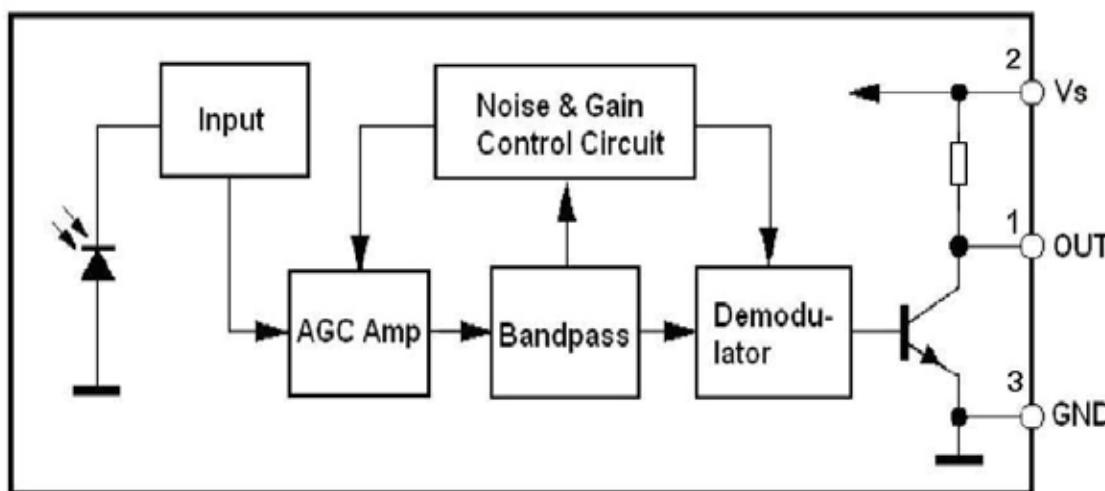 Input
Noise & Gain
Control Circuit
2
Vs
1
OUT
AGC Amp
Bandpass
Demodu-
lator
3
GND